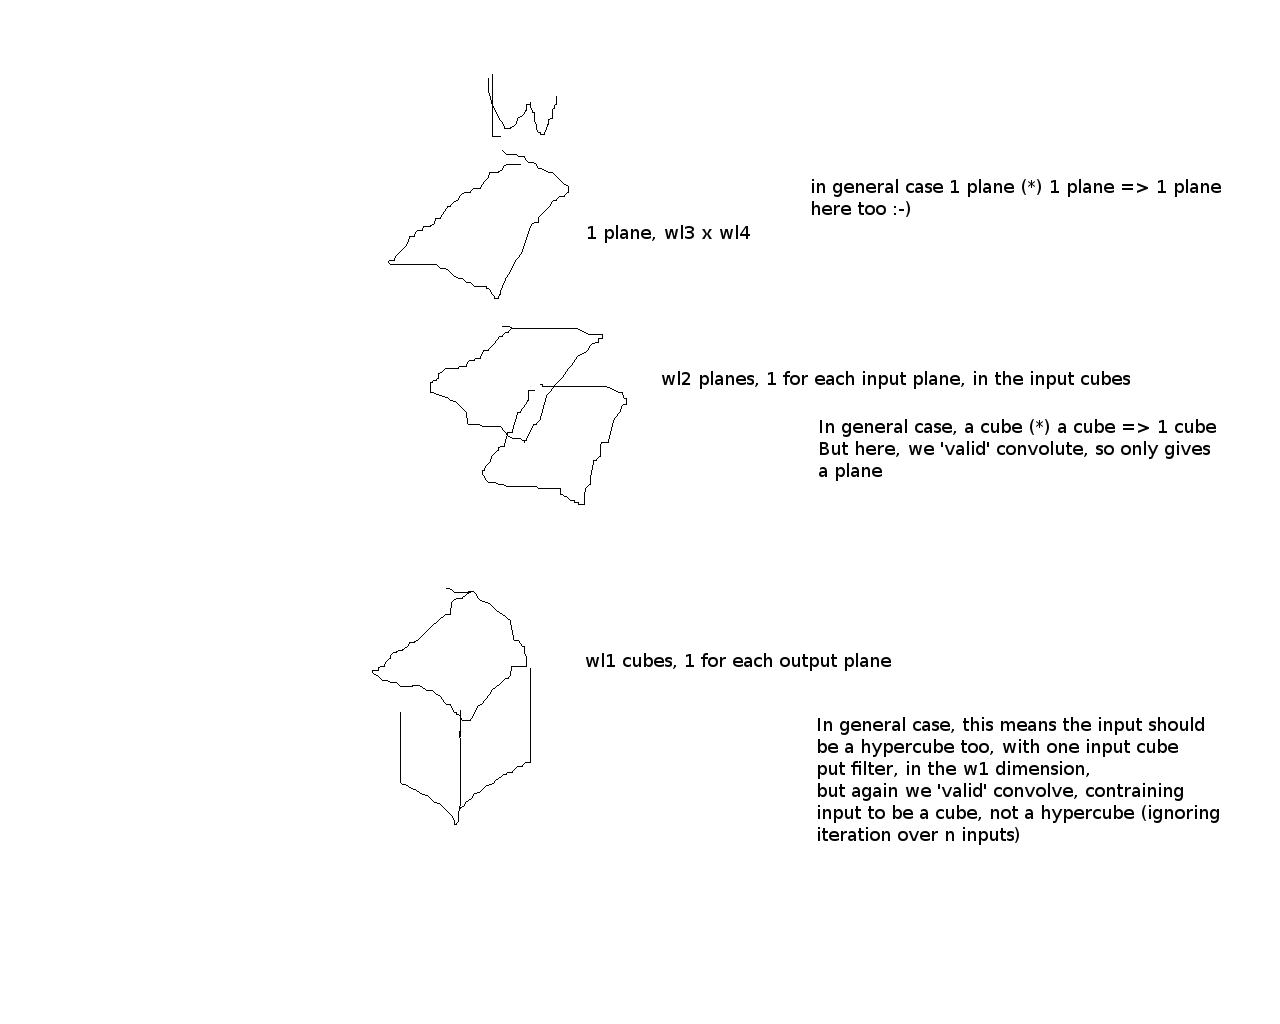 W
in general case 1 plane (*) 1 plane => 1 plane
here too :-)
1 plane, wl3 x wl4
wl2 planes, 1 for each input plane, in the input cubes
In general case, a cube (*) a cube => 1 cube
But here, we 'valid' convolute, so only gives
a plane
wl1 cubes, 1 for each output plane
In general case, this means the input should
be a hypercube too, with one input cube
put filter, in the w1 dimension,
but again we 'valid' convolve, contraining
input to be a cube, not a hypercube (ignoring
iteration over n inputs)